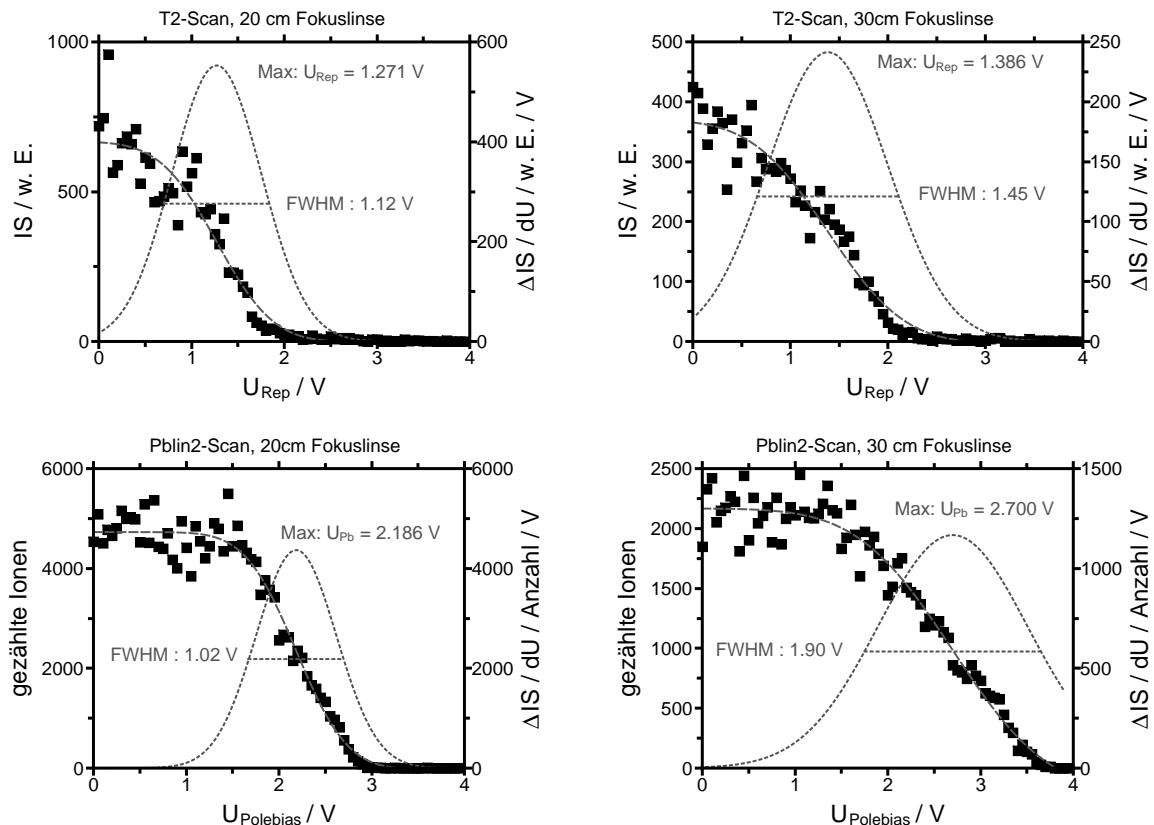 T2-Scan, 20 cm Fokuslinse
1000
500
0
IS / w. E.
Max: U_Rep = 1.271 V
FWHM : 1.12 V
600
400
200
0
ΔIS / dU / w. E. / V
0 1 2 3 4
U_Rep / V
T2-Scan, 30cm Fokuslinse
500
400
300
200
100
0
IS / w. E.
Max: U_Rep = 1.386 V
FWHM : 1.45 V
250
200
150
100
50
0
ΔIS / dU / w. E. / V
0 1 2 3 4
U_Rep / V
Pblin2-Scan, 20cm Fokuslinse
6000
4000
2000
0
gezählte Ionen
Max: U_Pb = 2.186 V
FWHM : 1.02 V
6000
4000
2000
0
ΔIS / dU / Anzahl / V
0 1 2 3 4
U_Polebias / V
Pblin2-Scan, 30 cm Fokuslinse
2500
2000
1500
1000
500
0
gezählte Ionen
Max: U_Pb = 2.700 V
FWHM : 1.90 V
1500
1000
500
0
ΔIS / dU / Anzahl / V
0 1 2 3 4
U_Polebias / V